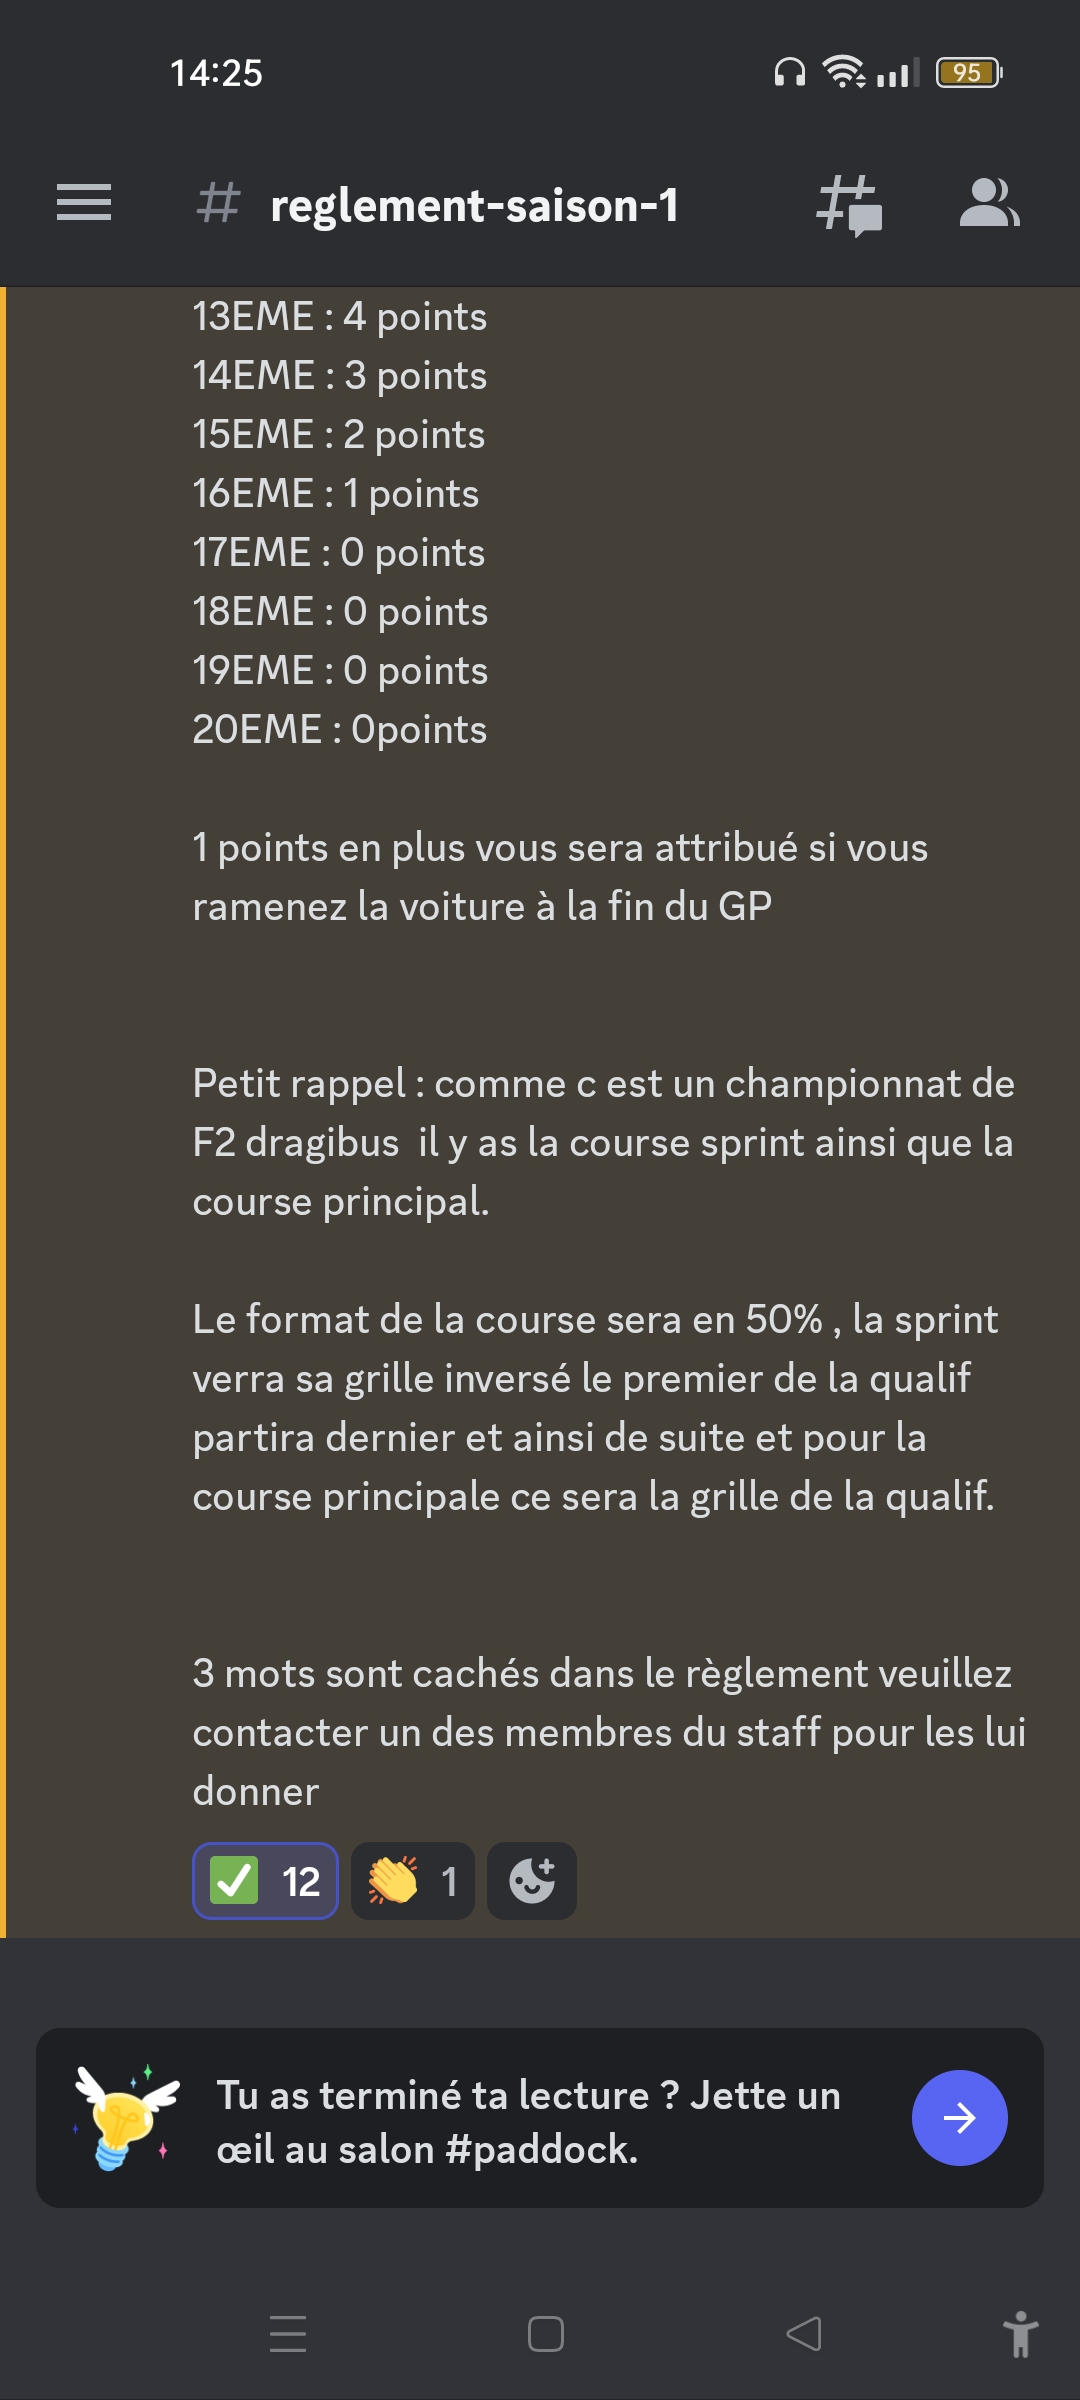 14:25
95
# reglement-saison-1
13EME : 4 points
14EME : 3 points
15EME : 2 points
16EME : 1 points
17EME : 0 points
18EME : 0 points
19EME : 0 points
20EME : 0points
1 points en plus vous sera attribué si vous
ramenez la voiture à la fin du GP
Petit rappel : comme c est un championnat de
F2 dragibus  il y as la course sprint ainsi que la
course principal.
Le format de la course sera en 50% , la sprint
verra sa grille inversé le premier de la qualif
partira dernier et ainsi de suite et pour la
course principale ce sera la grille de la qualif.
3 mots sont cachés dans le règlement veuillez
contacter un des membres du staff pour les lui
donner
12
1
Tu as terminé ta lecture ? Jette un
œil au salon #paddock.